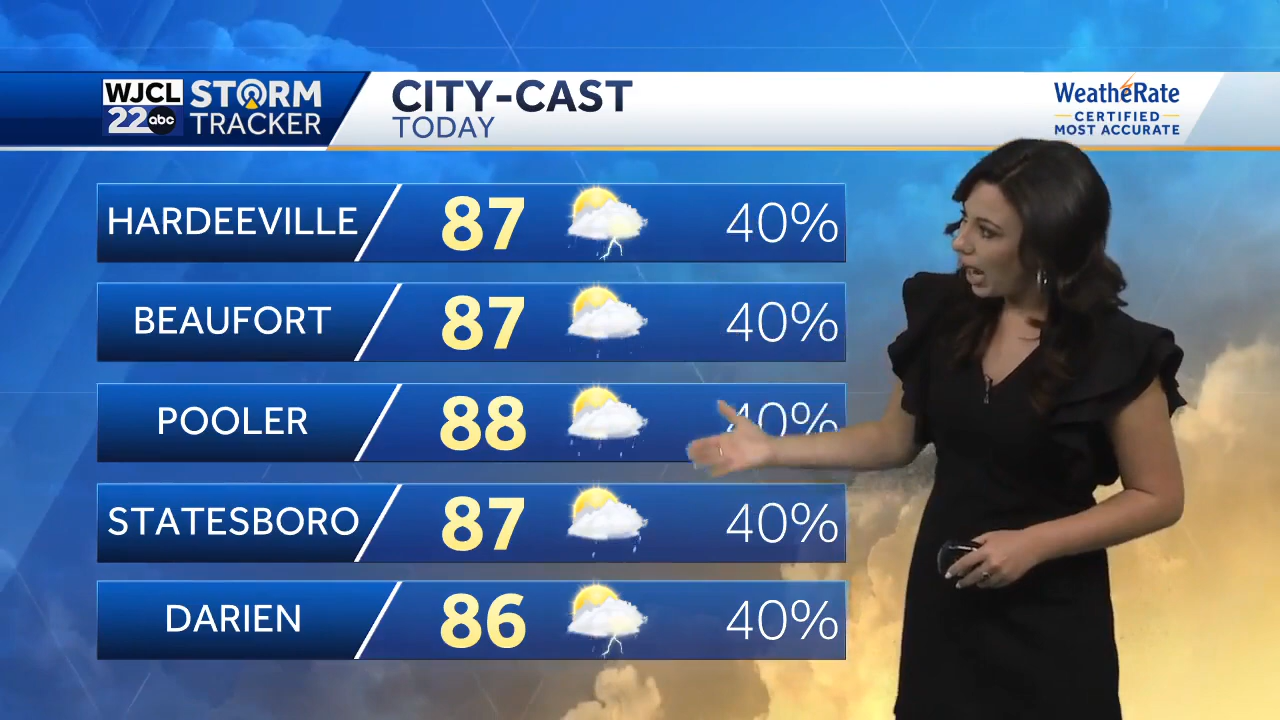 WJCL
22 abc
STORM
TRACKER
CITY-CAST
TODAY
WeatheRate
CERTIFIED
MOST ACCURATE
HARDEEVILLE 87 40%
BEAUFORT 87 40%
POOLER 88 40%
STATESBORO 87 40%
DARIEN 86 40%